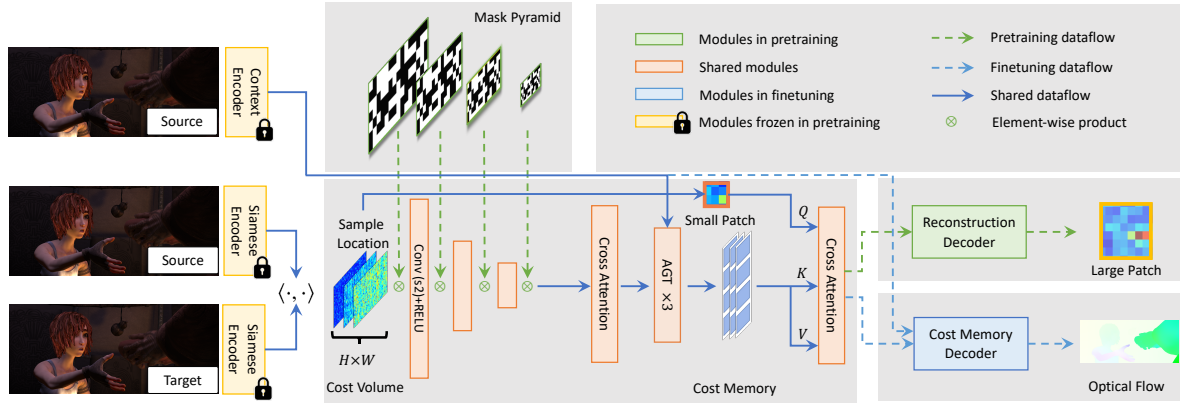 Mask Pyramid
Context
Encoder
Source
Modules in pretraining
Shared modules
Modules in finetuning
Modules frozen in pretraining
Pretraining dataflow
Finetuning dataflow
Shared dataflow
Element-wise product
Siamese
Encoder
Source
⟨·,·⟩
Siamese
Encoder
Target
Sample
Location
H×W
Cost Volume
Conv (s2)+RELU
Cross Attention
AGT ×3
Small Patch
Q
K
V
Cross
Attention
Cost Memory
Reconstruction
Decoder
Large Patch
Cost Memory
Decoder
Optical Flow